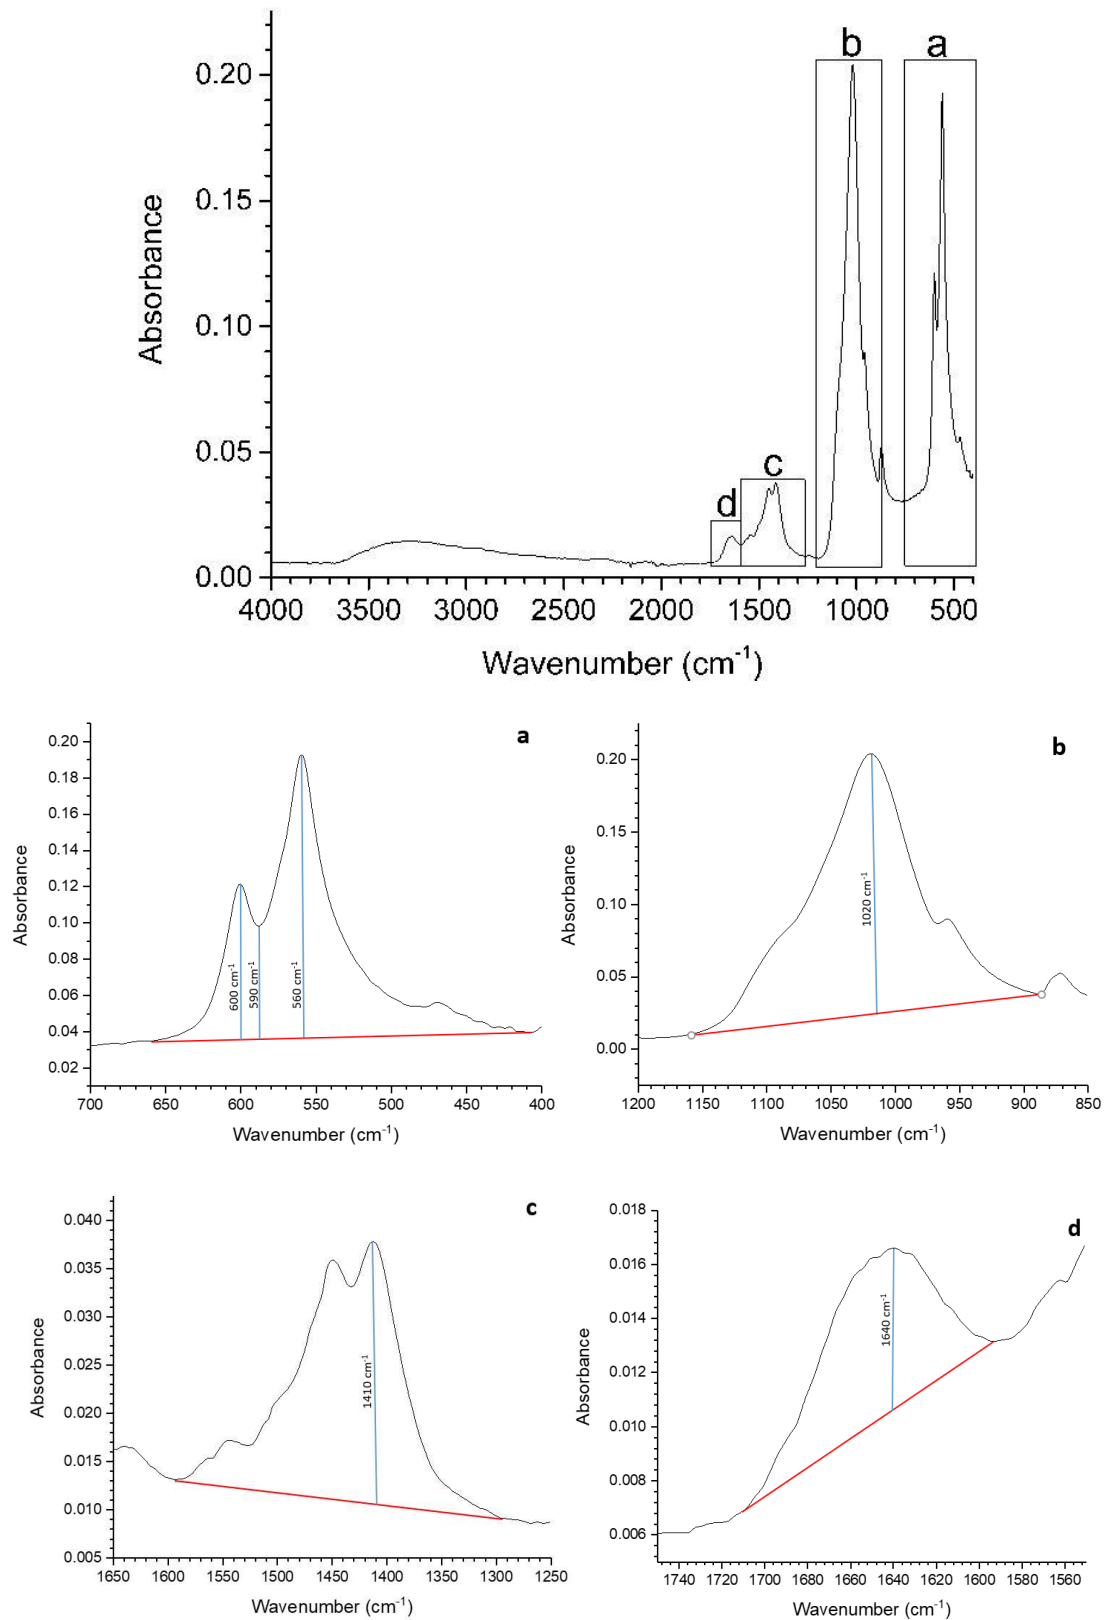 b a
0.20
0.15
0.10
0.05
0.00
Absorbance
d c
4000 3500 3000 2500 2000 1500 1000 500
Wavenumber (cm⁻¹)
a
0.20
0.18
0.16
0.14
0.12
0.10
0.08
0.06
0.04
0.02
Absorbance
600 cm⁻¹
590 cm⁻¹
560 cm⁻¹
700 650 600 550 500 450 400
Wavenumber (cm⁻¹)
b
0.20
0.15
0.10
0.05
0.00
Absorbance
1020 cm⁻¹
1200 1150 1100 1050 1000 950 900 850
Wavenumber (cm⁻¹)
c
0.040
0.035
0.030
0.025
0.020
0.015
0.010
0.005
Absorbance
1410 cm⁻¹
1650 1600 1550 1500 1450 1400 1350 1300 1250
Wavenumber (cm⁻¹)
d
0.018
0.016
0.014
0.012
0.010
0.008
0.006
Absorbance
1640 cm⁻¹
1740 1720 1700 1680 1660 1640 1620 1600 1580 1560
Wavenumber (cm⁻¹)